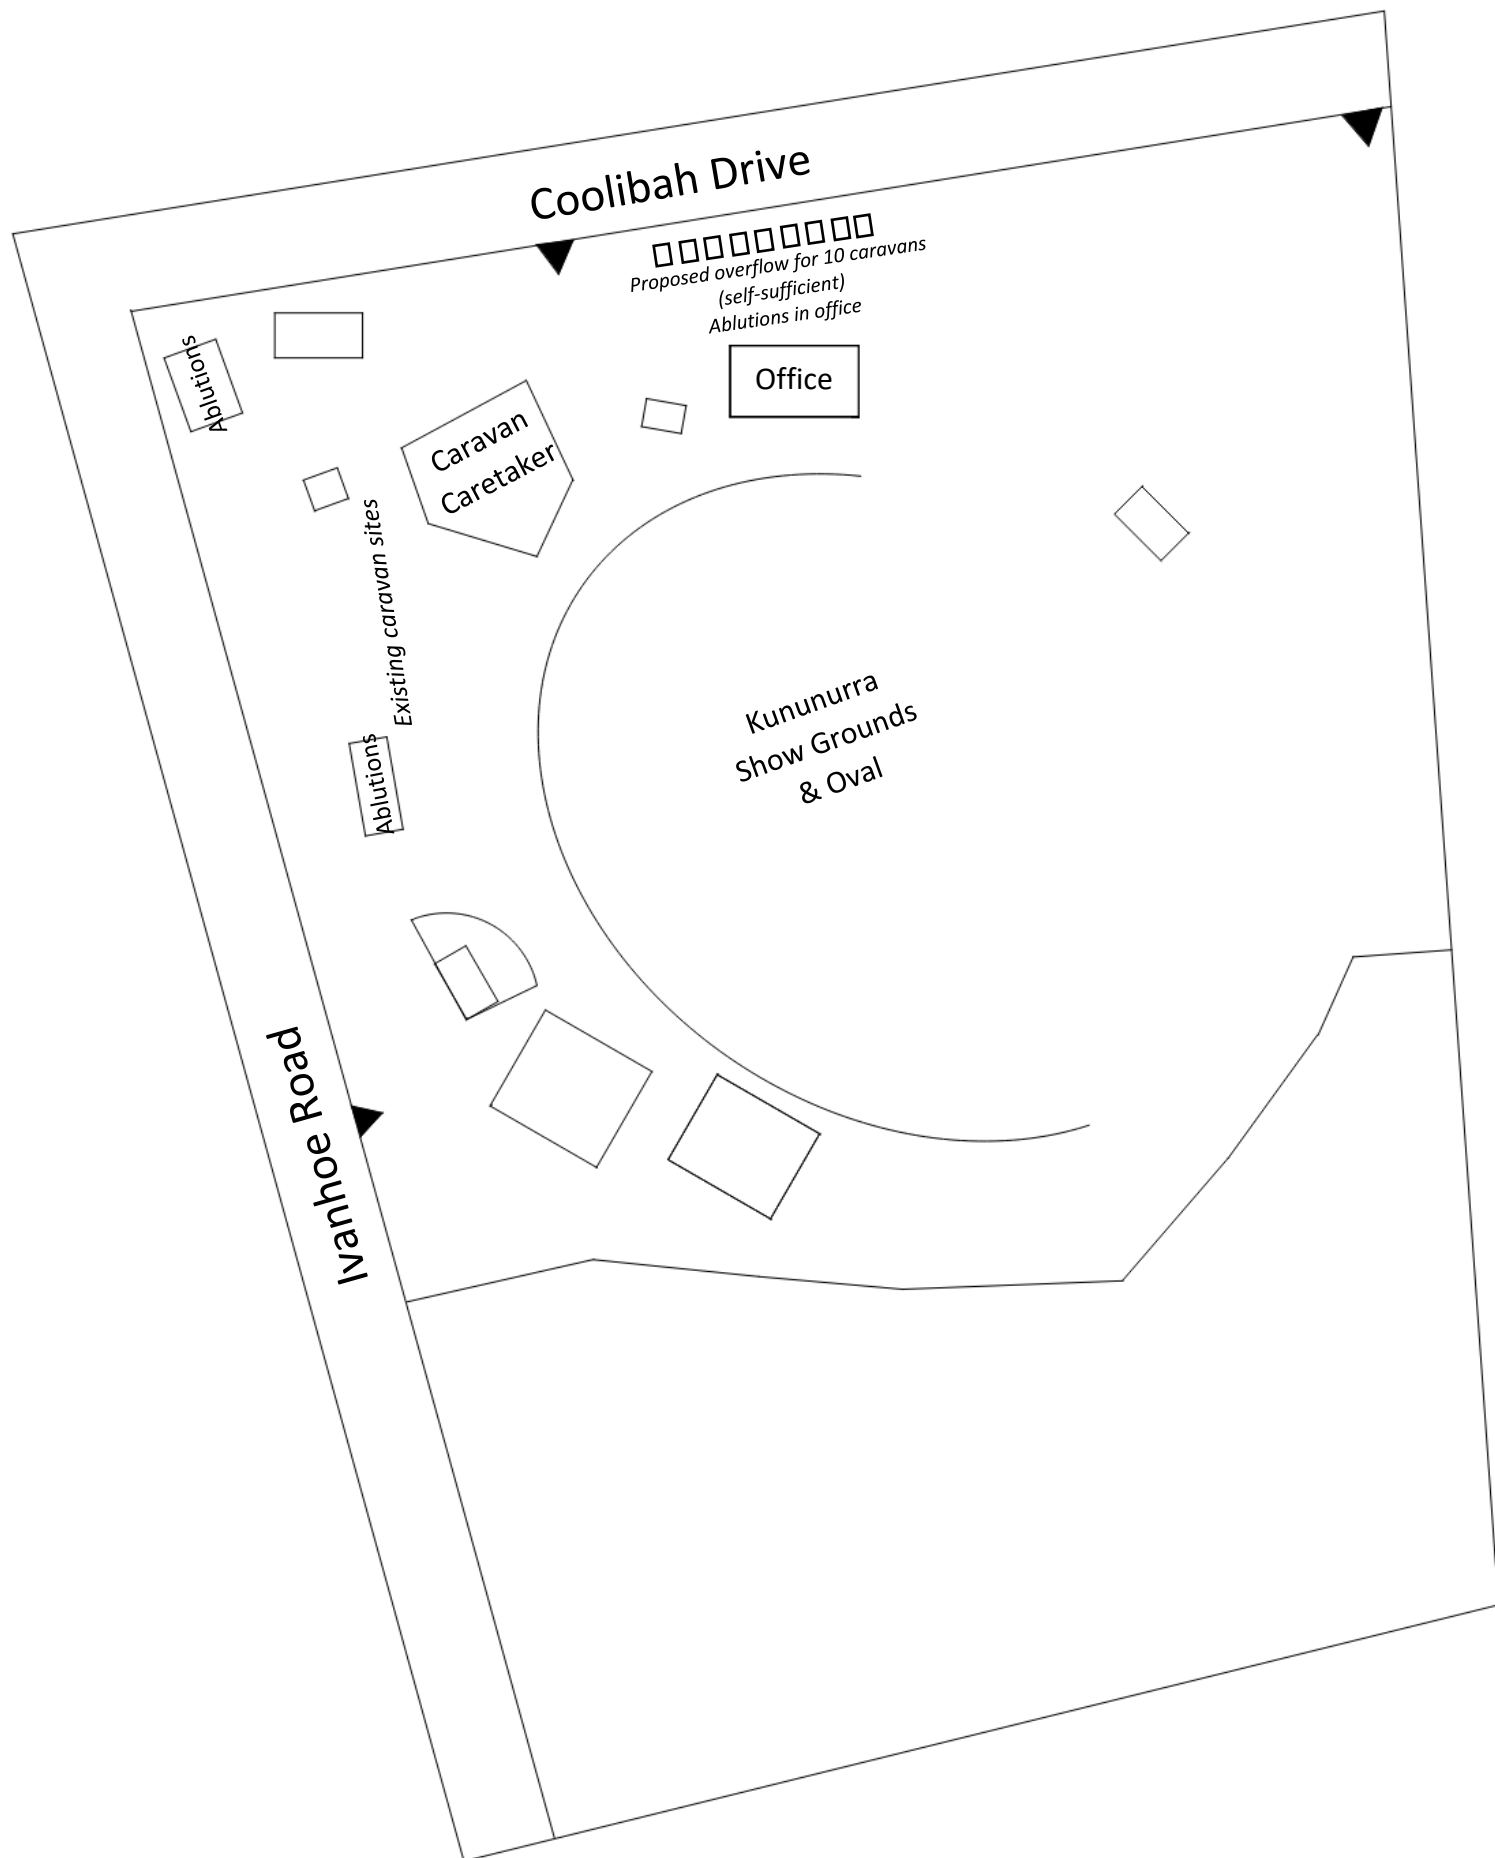 Coolibah Drive
Proposed overflow for 10 caravans
(self-sufficient)
Ablutions in office
Ablutions
Office
Caravan
Caretaker
Existing caravan sites
Kununurra
Show Grounds
& Oval
Ablutions
Ivanhoe Road